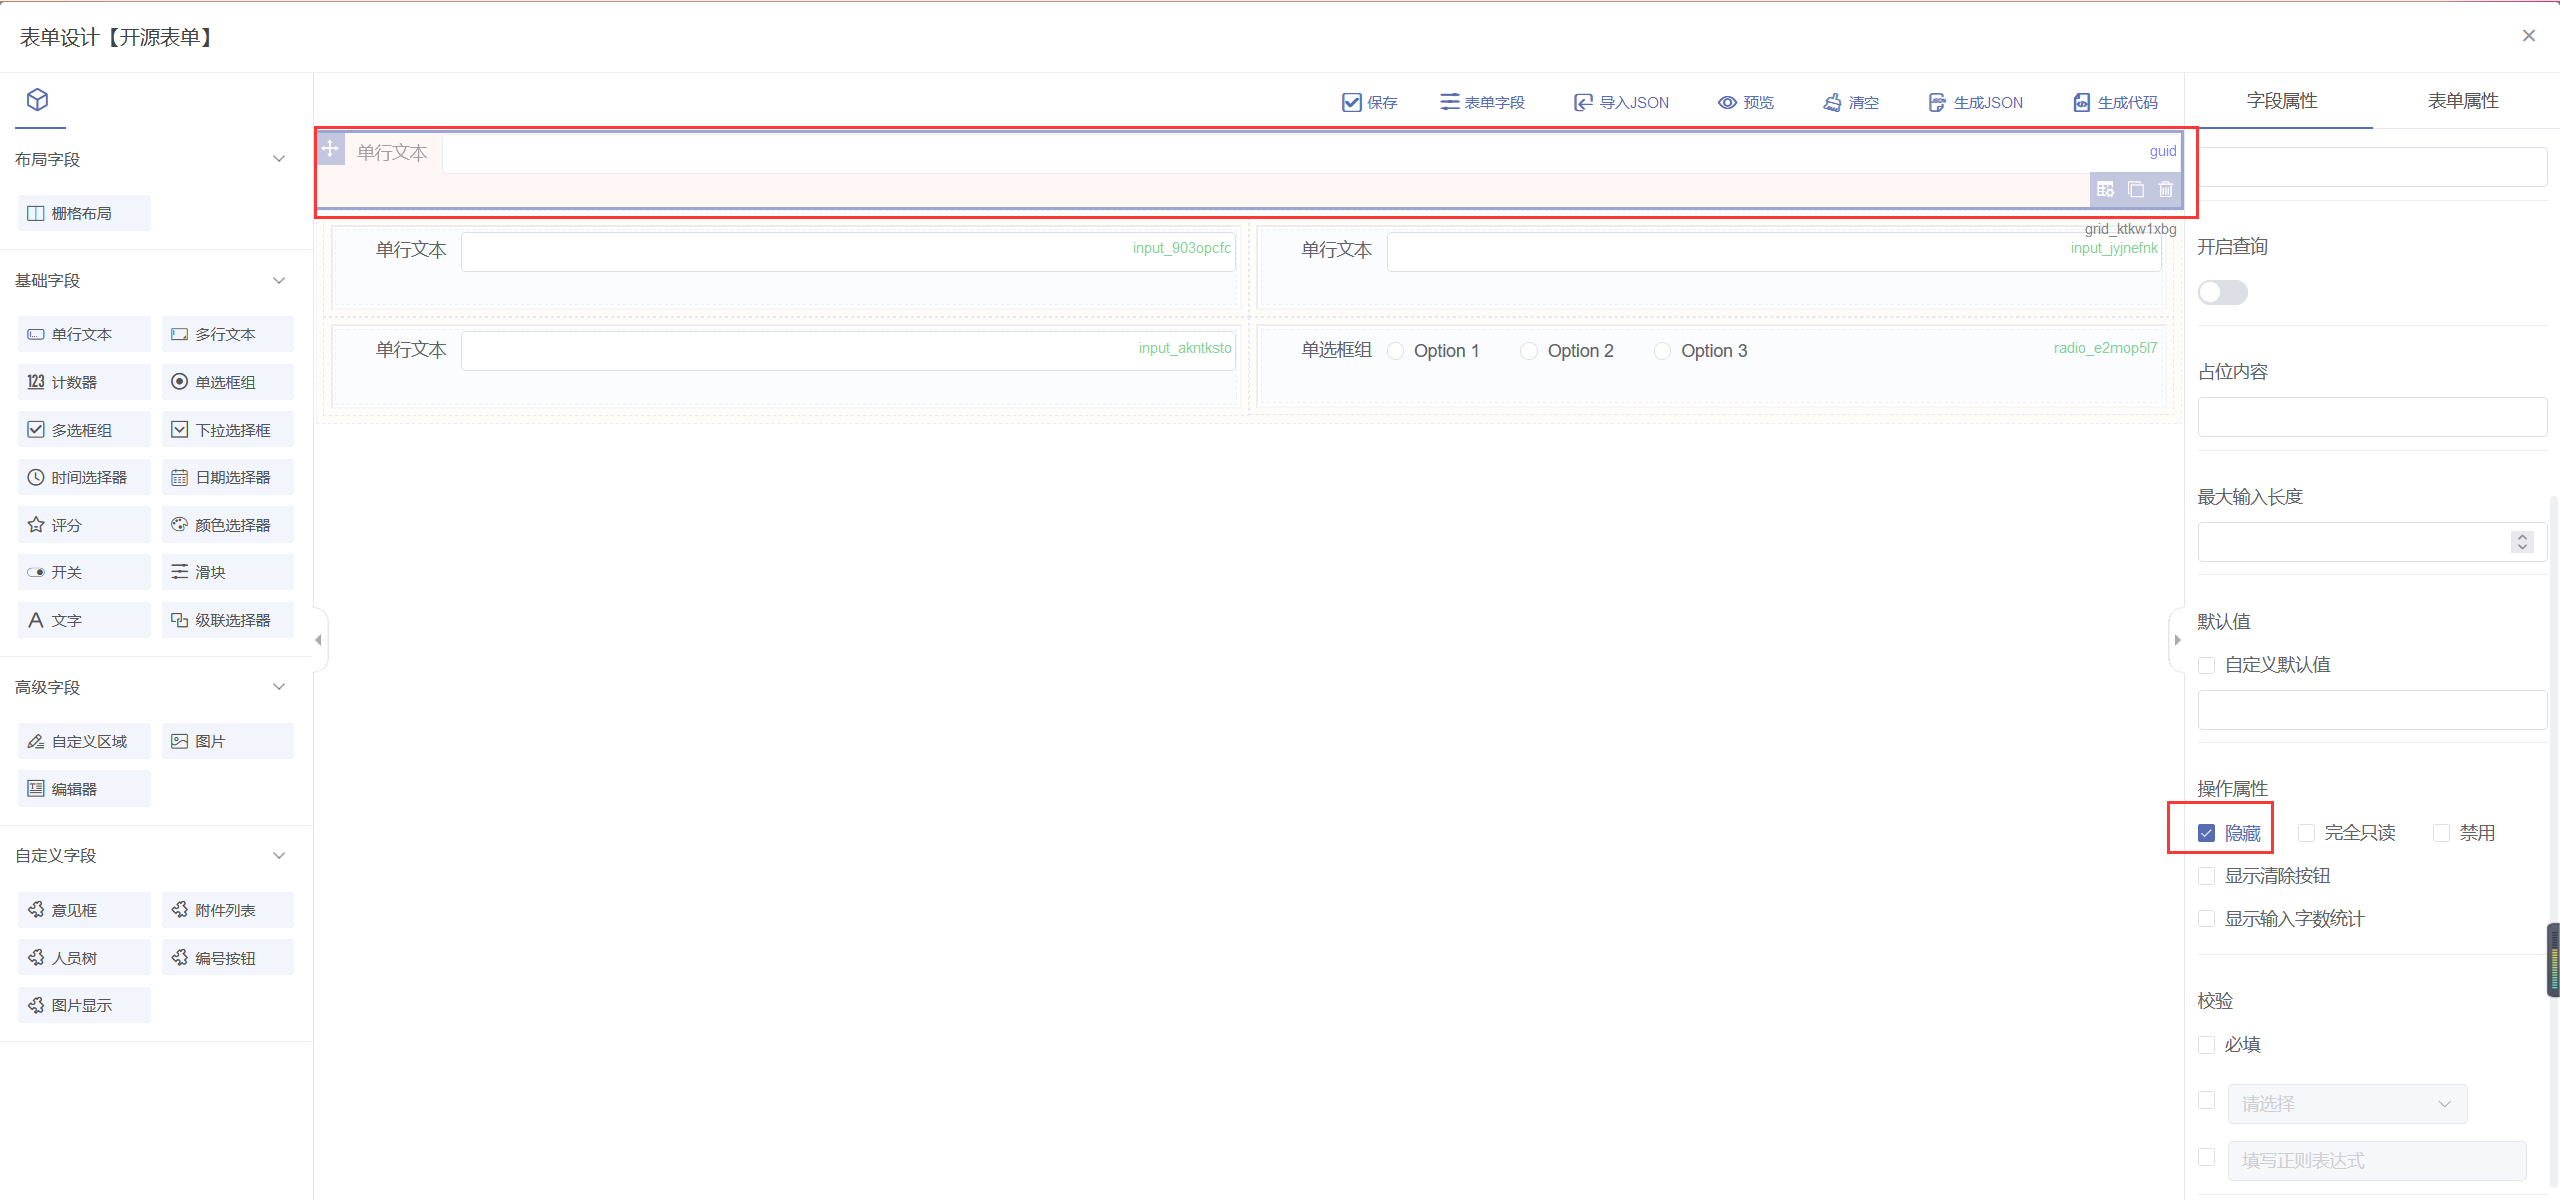 表单设计【开源表单】
保存
表单字段
导入JSON
预览
清空
生成JSON
生成代码
布局字段
栅格布局
基础字段
单行文本
多行文本
计数器
单选框组
多选框组
下拉选择框
时间选择器
日期选择器
评分
颜色选择器
开关
滑块
文字
级联选择器
高级字段
自定义区域
图片
编辑器
自定义字段
意见框
附件列表
人员树
编号按钮
图片显示
单行文本
guid
grid_ktkw1xbg
单行文本
input_903opcfc
单行文本
input_jyjnefnk
单行文本
input_akntksto
单选框组
Option 1
Option 2
Option 3
radio_e2mop5l7
字段属性
表单属性
开启查询
占位内容
最大输入长度
默认值
自定义默认值
操作属性
隐藏
完全只读
禁用
显示清除按钮
显示输入字数统计
校验
必填
请选择
填写正则表达式